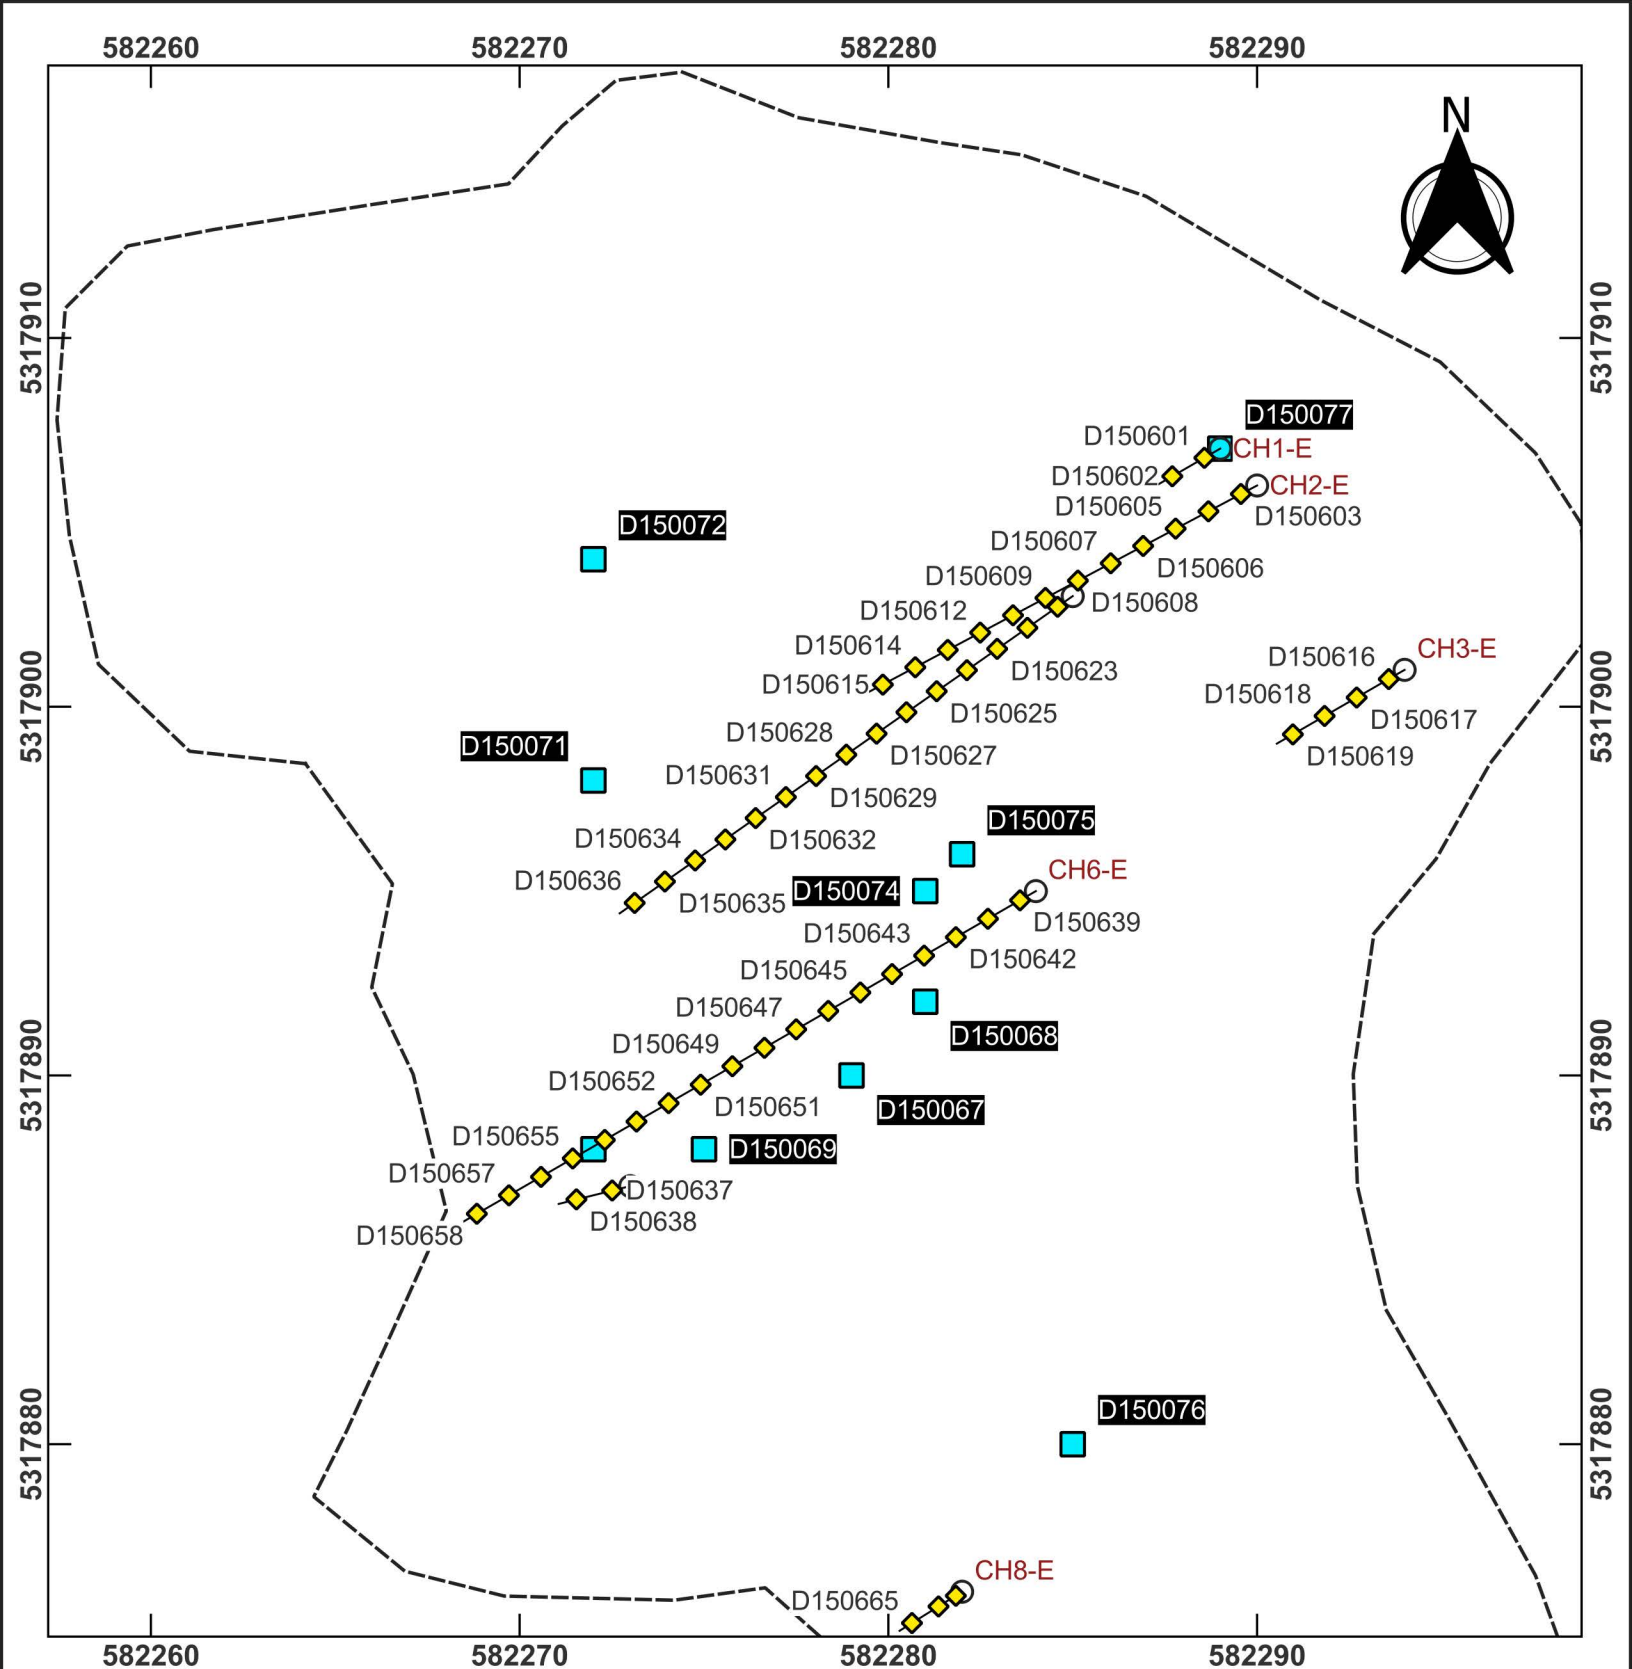 582260 582270 582280 582290
N
5317910 5317910
D150077
D150601 CH1-E
D150602 CH2-E
D150605 D150603
D150072
D150607
D150606
D150609
D150608
D150612
D150614 CH3-E
D150616
D150623
D150615
D150618
5317900 5317900
D150625 D150617
D150628
D150071
D150627 D150619
D150631
D150629
D150075
D150634 D150632
CH6-E
D150636 D150074
D150635
D150639
D150643
D150642
D150645
D150647
D150068
D150649
5317890 5317890
D150652
D150651 D150067
D150655
D150069
D150657
D150637
D150638
D150658
D150076
5317880 5317880
CH8-E
D150665
582260 582270 582280 582290